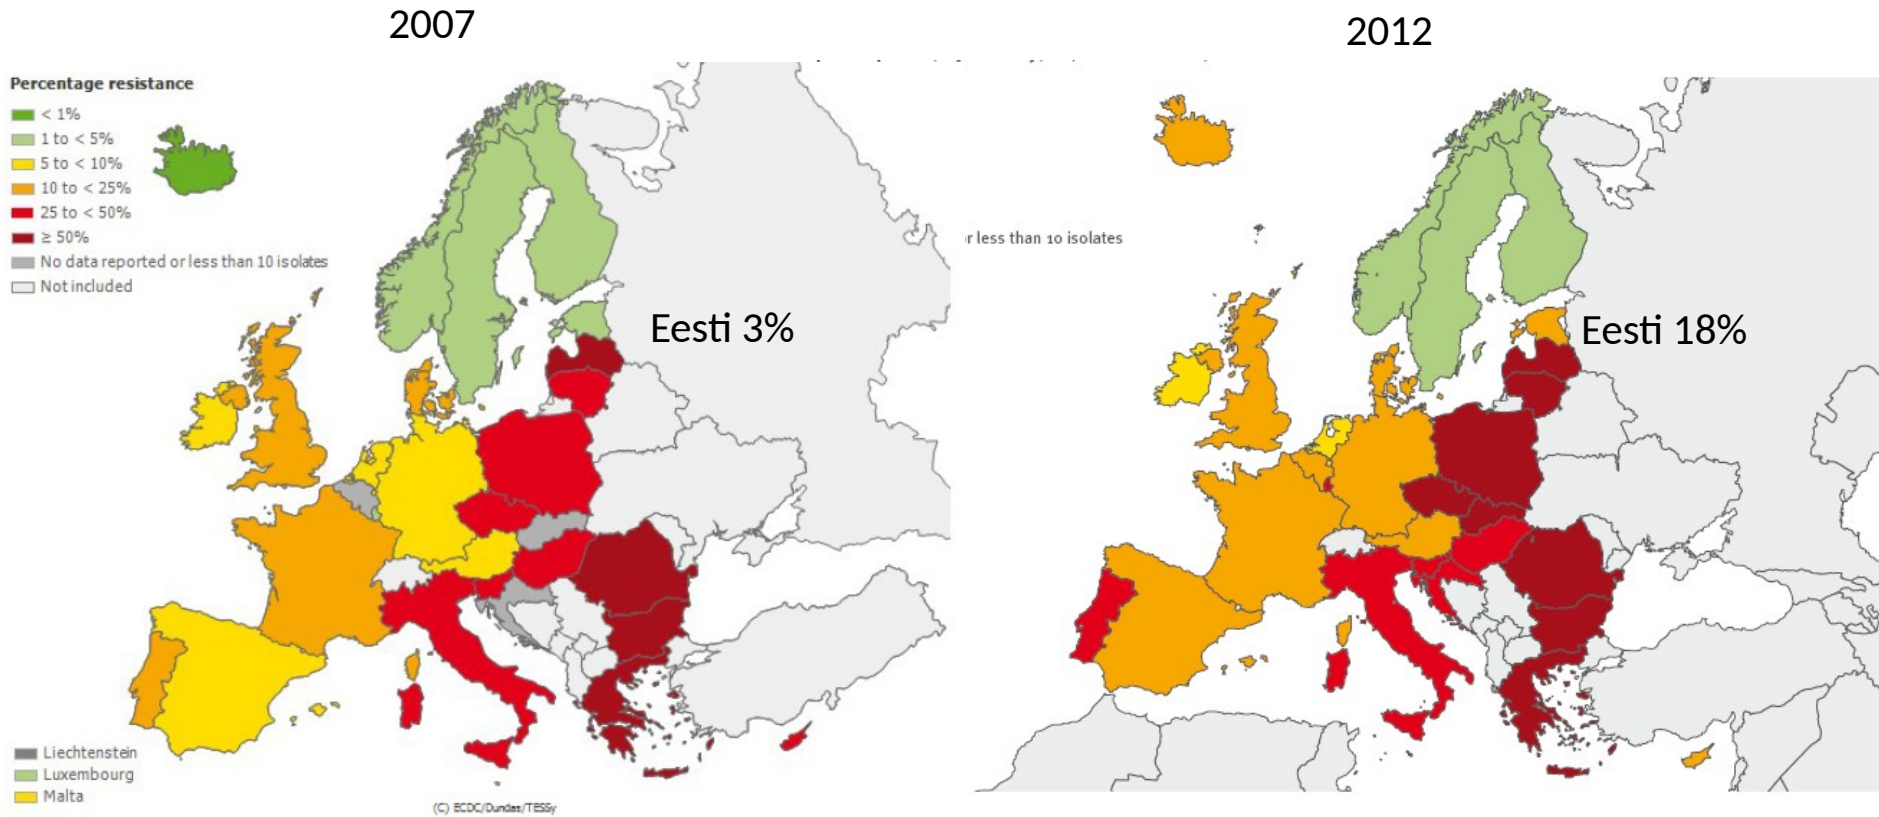 2007
2012
Percentage resistance
< 1%
1 to < 5%
5 to < 10%
10 to < 25%
25 to < 50%
≥ 50%
No data reported or less than 10 isolates
Not included
r less than 10 isolates
Eesti 3%
Eesti 18%
Liechtenstein
Luxembourg
Malta
(C) ECDC/Dundas/TESSy